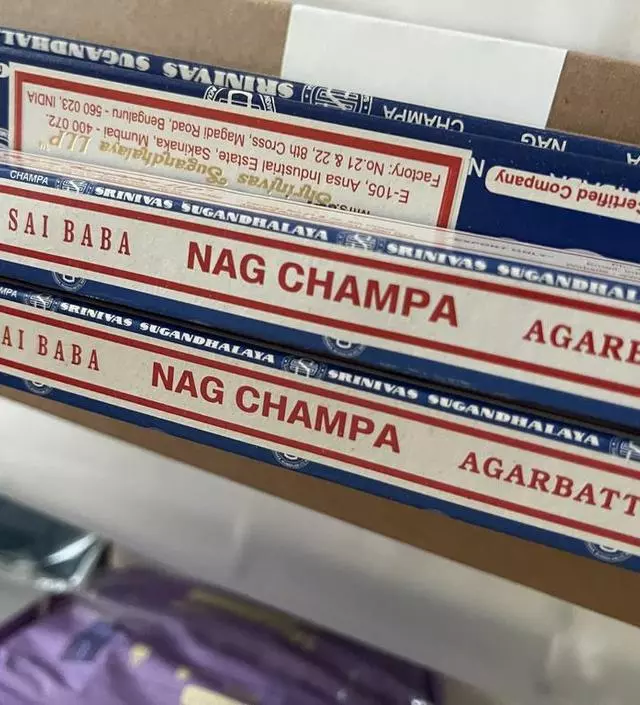 SRINIVAS SUGANDHAL
CHAMPA NAG
Certified Company
Shrinivas Sugandhalaya LLP
E-105, Ansa Industrial Estate, Sakinaka, Mumbai - 400 072.
Factory: No.21 & 22, 8th Cross, Magadi Road, Bengaluru - 560 023, INDIA
CHAMPA SRINIVAS SUGANDHALAYA SRINIVAS SUGANDHAL
SAI BABA NAG CHAMPA AGARB
MPA SRINIVAS SUGANDHALAYA SRINIVAS SUGANDHALAYA
AI BABA NAG CHAMPA AGARBATT